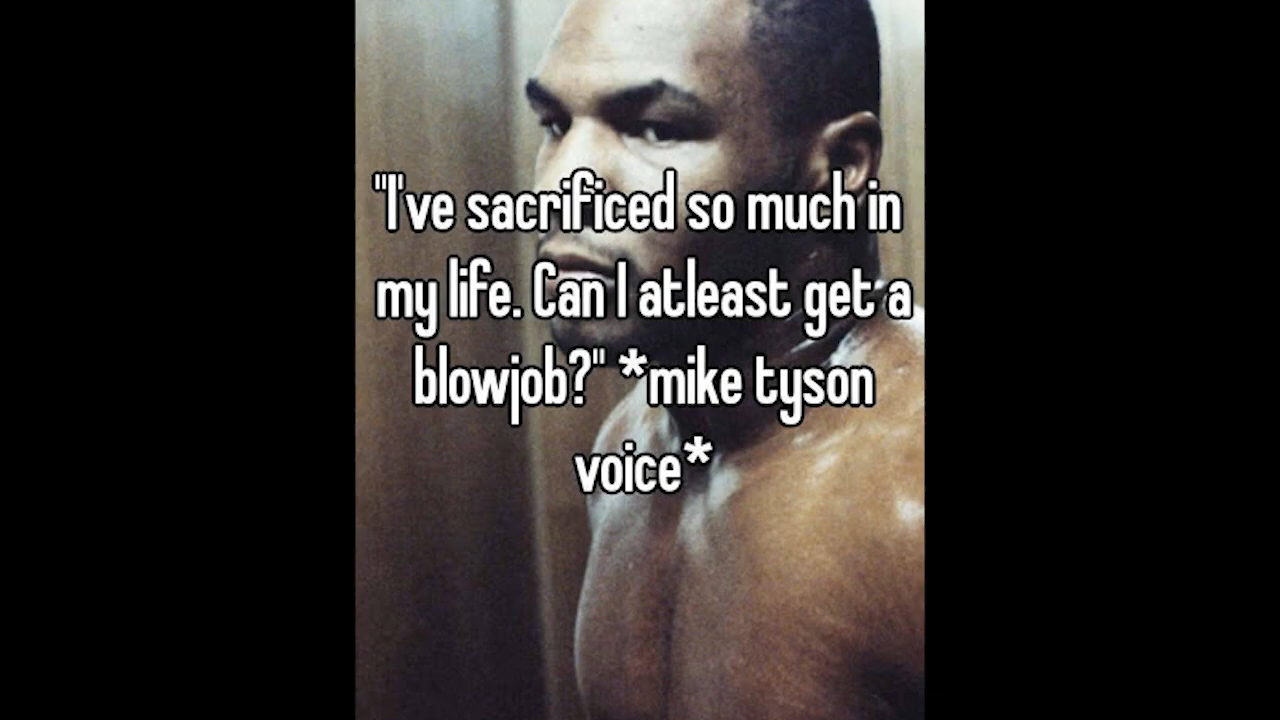 "I've sacrificed so much in
my life. Can I atleast get a
blowjob?" *mike tyson
voice*